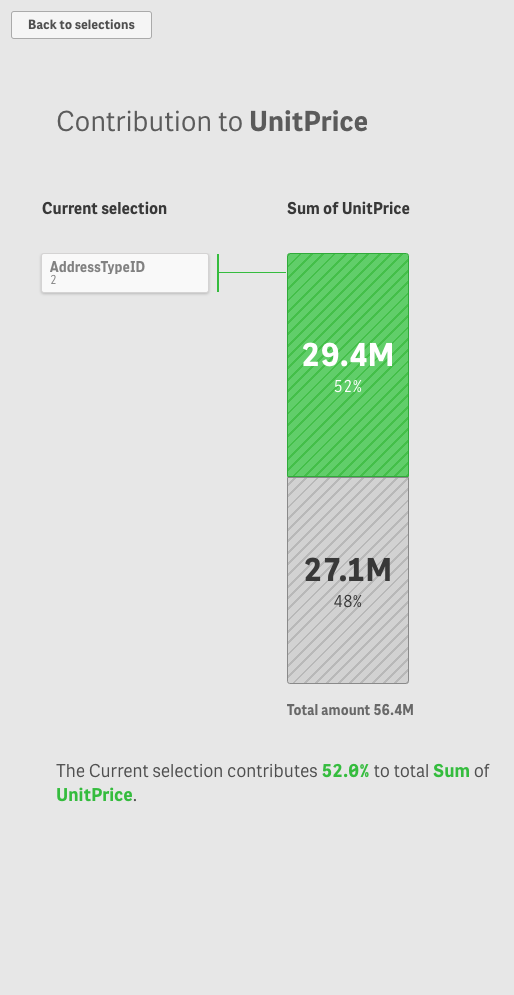 Back to selections
Contribution to UnitPrice
Current selection
Sum of UnitPrice
AddressTypeID
2
29.4M
52%
27.1M
48%
Total amount 56.4M
The Current selection contributes 52.0% to total Sum of
UnitPrice.